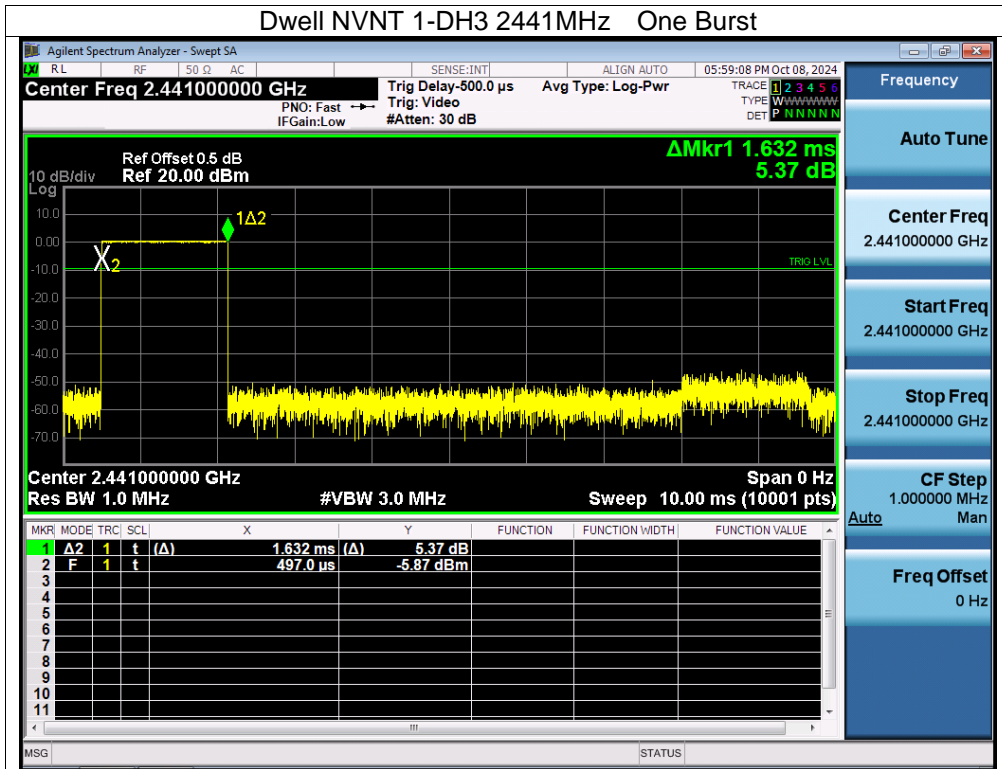 Dwell NVNT 1-DH3 2441MHz One Burst
Agilent Spectrum Analyzer - Swept SA
LXI RL RF 50 Ω AC SENSE:INT ALIGN AUTO 05:59:08 PM Oct 08, 2024
Center Freq 2.441000000 GHz Trig Delay-500.0 µs Avg Type: Log-Pwr TRACE 1 2 3 4 5 6
PNO: Fast Trig: Video TYPE WWWWWW
IFGain:Low #Atten: 30 dB DET P N N N N N
Frequency
Auto Tune
Center Freq
2.441000000 GHz
Start Freq
2.441000000 GHz
Stop Freq
2.441000000 GHz
CF Step
1.000000 MHz
Auto Man
Freq Offset
0 Hz
ΔMkr1 1.632 ms
5.37 dB
Ref Offset 0.5 dB
10 dB/div Ref 20.00 dBm
Log
10.0
0.00
-10.0
-20.0
-30.0
-40.0
-50.0
-60.0
-70.0
1Δ2
2
TRIG LVL
Center 2.441000000 GHz Span 0 Hz
Res BW 1.0 MHz #VBW 3.0 MHz Sweep 10.00 ms (10001 pts)
MKR MODE TRC SCL X Y FUNCTION FUNCTION WIDTH FUNCTION VALUE
1 Δ2 1 t (Δ) 1.632 ms (Δ) 5.37 dB
2 F 1 t 497.0 µs -5.87 dBm
3
4
5
6
7
8
9
10
11
MSG STATUS